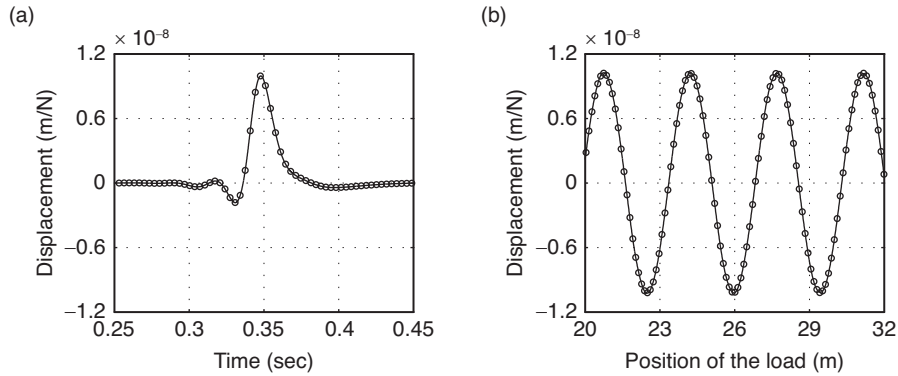 (a)
× 10⁻⁸
Displacement (m/N)
1.2
0.6
0
−0.6
−1.2
0.25 0.3 0.35 0.4 0.45
Time (sec)
(b)
× 10⁻⁸
Displacement (m/N)
1.2
0.6
0
−0.6
−1.2
20 23 26 29 32
Position of the load (m)